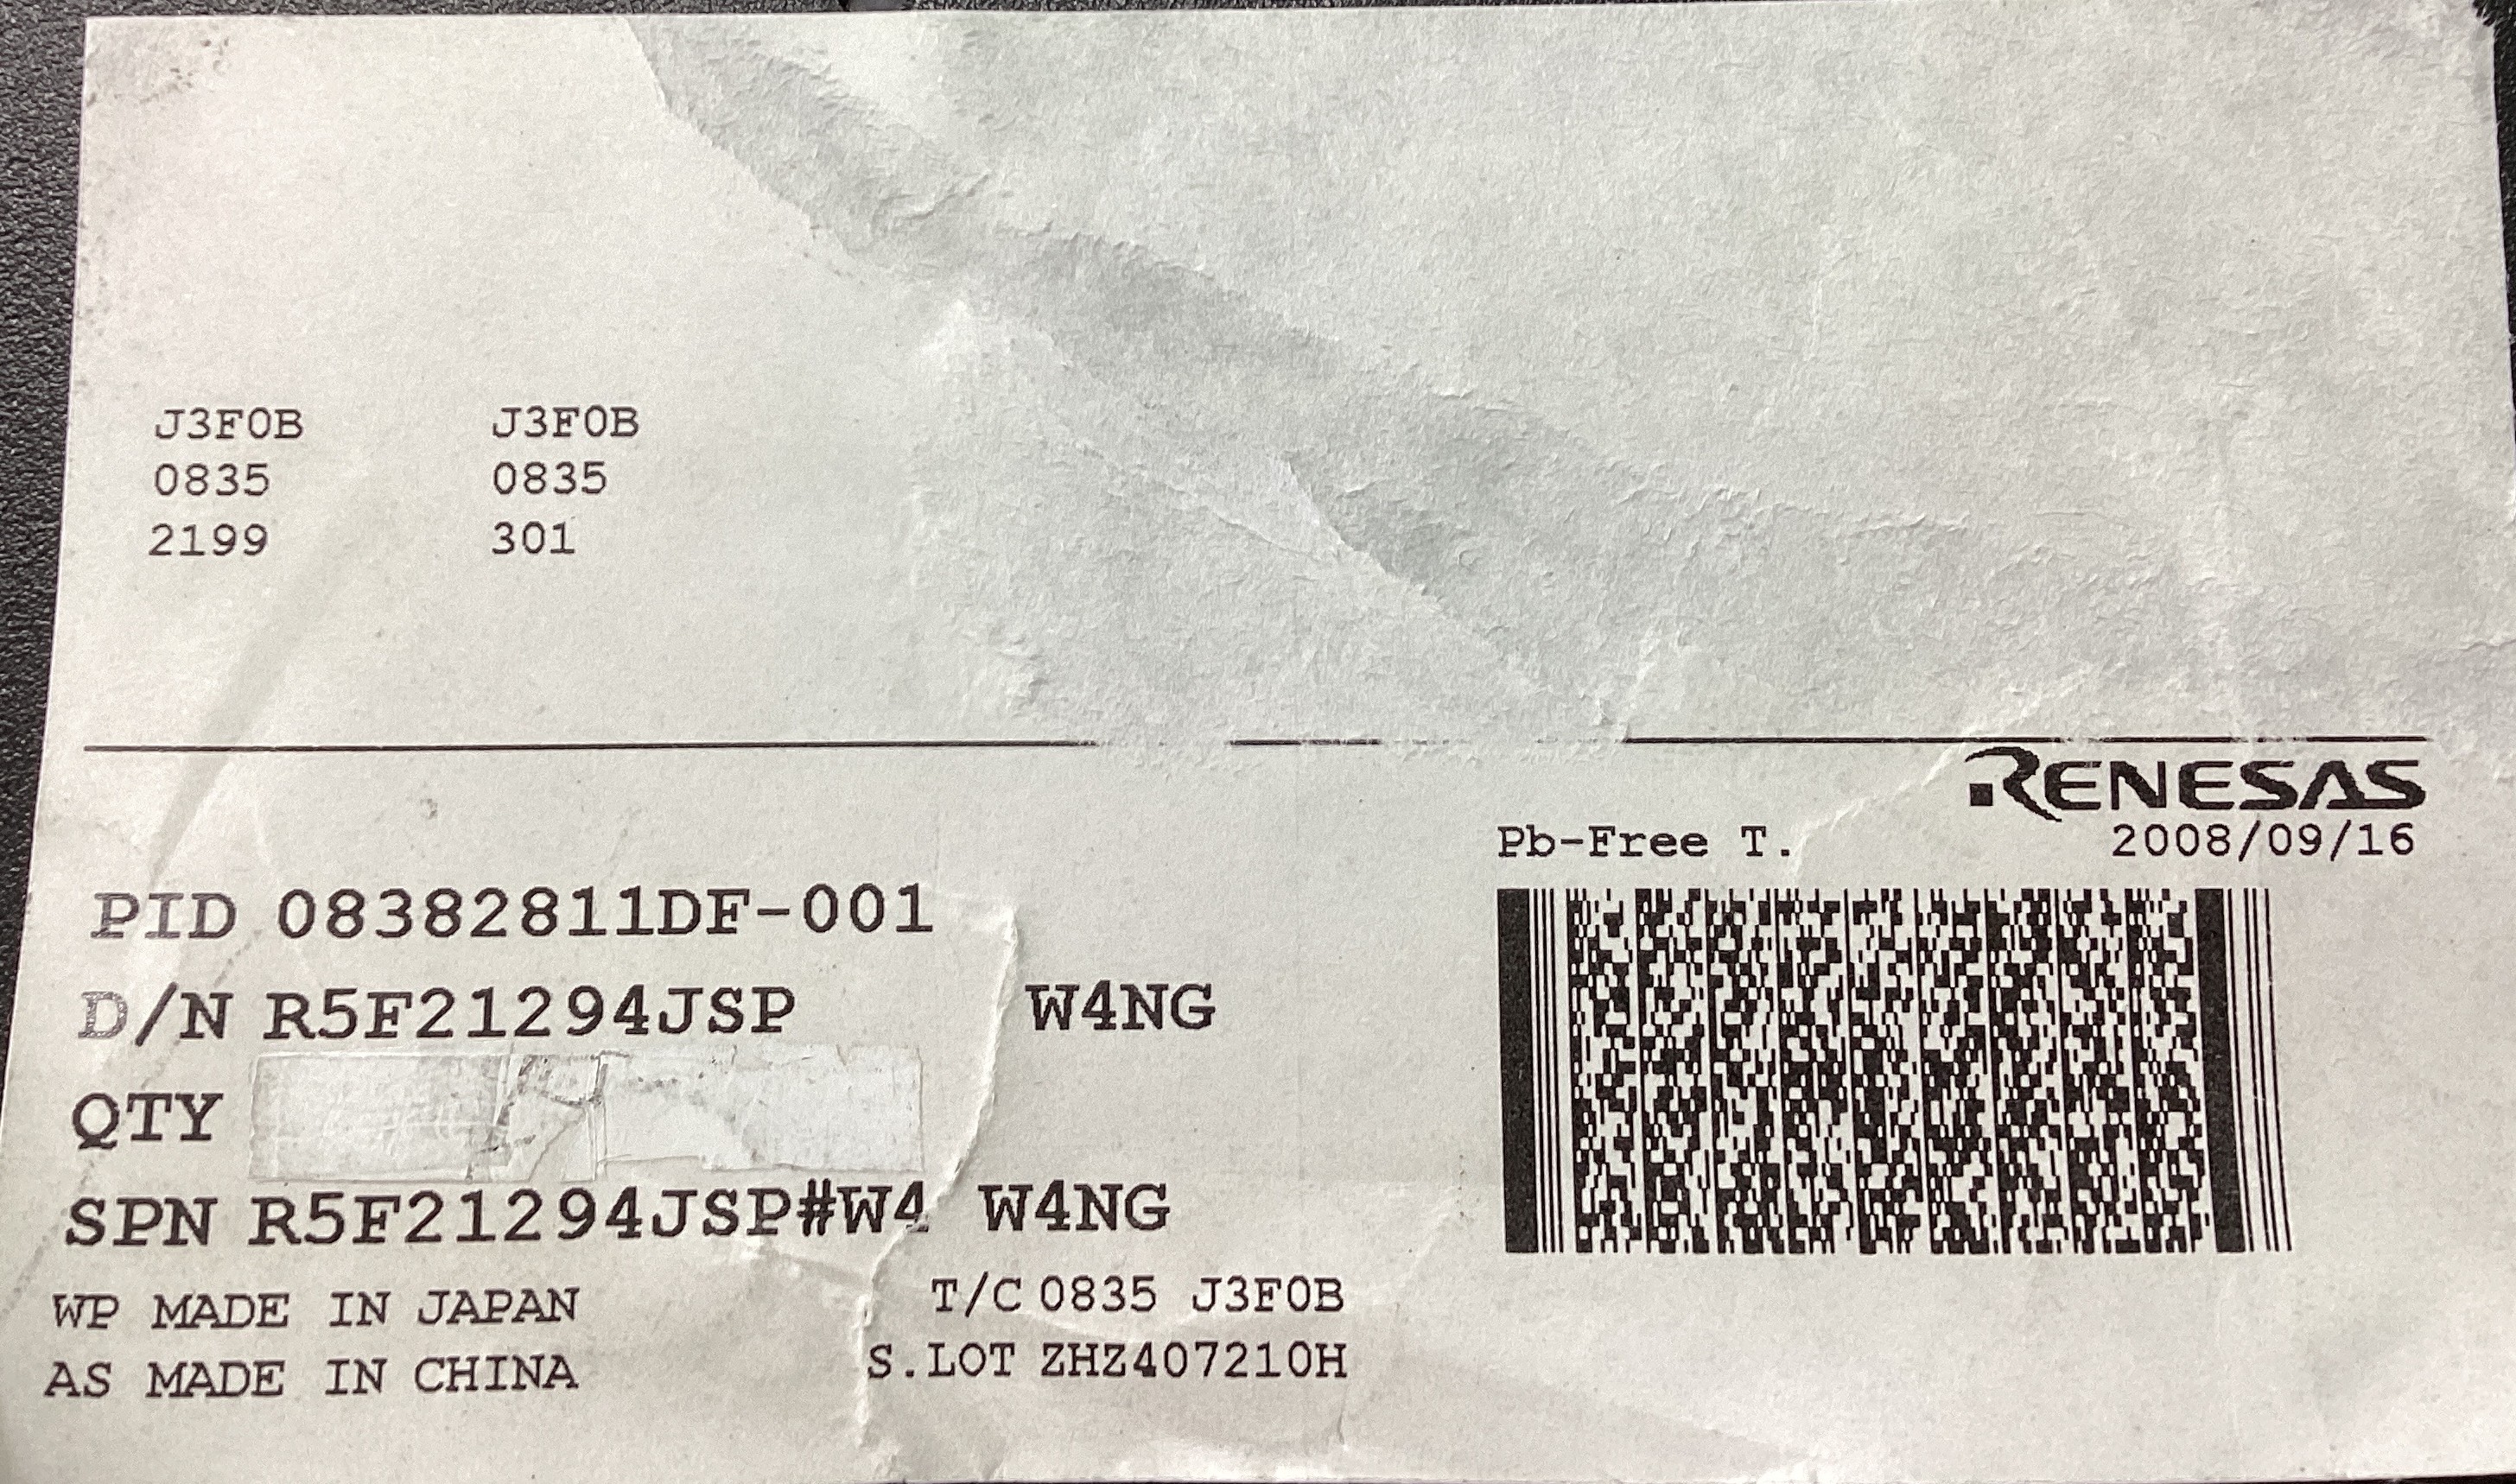 J3F0B J3F0B
0835 0835
2199 301
RENESAS
Pb-Free T. 2008/09/16
PID 08382811DF-001
D/N R5F21294JSP W4NG
QTY
SPN R5F21294JSP#W4 W4NG
WP MADE IN JAPAN T/C 0835 J3F0B
AS MADE IN CHINA S.LOT ZHZ407210H